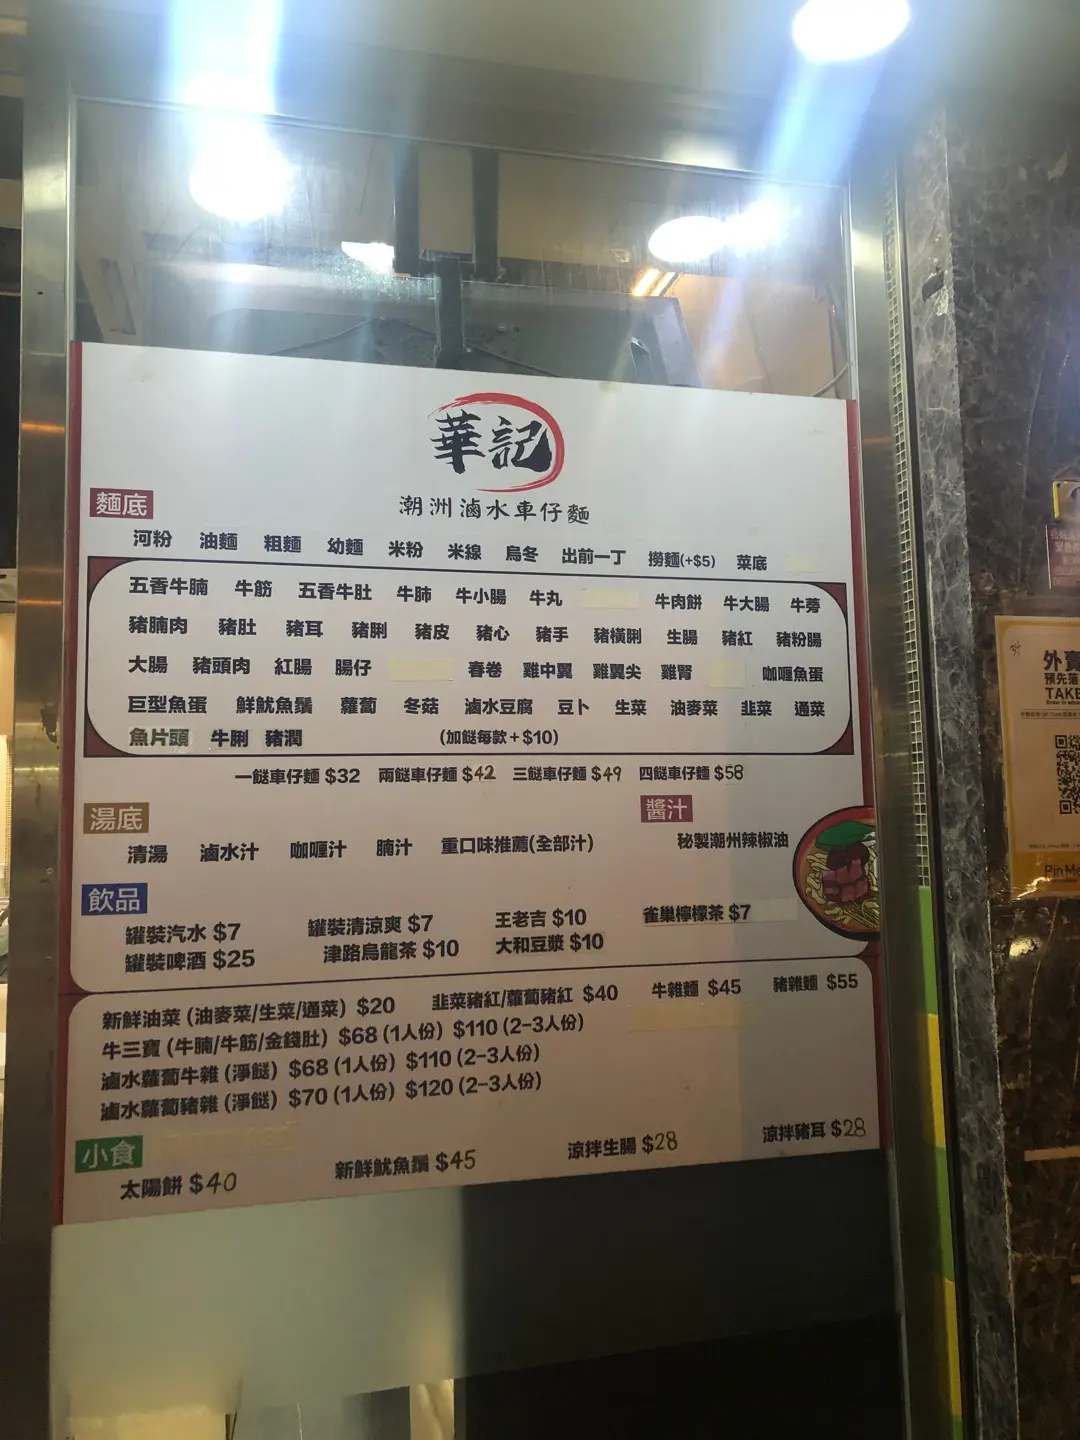 華記
潮洲滷水車仔麵
麵底
河粉 油麵 粗麵 幼麵 米粉 米線 烏冬 出前一丁 撈麵(+$5) 菜底
五香牛腩 牛筋 五香牛肚 牛肺 牛小腸 牛丸 牛肉餅 牛大腸 牛蒡
豬腩肉 豬肚 豬耳 豬脷 豬皮 豬心 豬手 豬橫脷 生腸 豬紅 豬粉腸
大腸 豬頭肉 紅腸 腸仔 春卷 雞中翼 雞翼尖 雞腎 咖喱魚蛋
巨型魚蛋 鮮魷魚鬚 蘿蔔 冬菇 滷水豆腐 豆卜 生菜 油麥菜 韭菜 通菜
魚片頭 牛脷 豬潤 (加餸每款+$10)
一餸車仔麵 $32 兩餸車仔麵 $42 三餸車仔麵 $49 四餸車仔麵 $58
湯底 醬汁
清湯 滷水汁 咖喱汁 腩汁 重口味推薦(全部汁) 秘製潮州辣椒油
飲品
罐裝汽水 $7 罐裝清涼爽 $7 王老吉 $10 雀巢檸檬茶 $7
罐裝啤酒 $25 津路烏龍茶 $10 大和豆漿 $10
新鮮油菜 (油麥菜/生菜/通菜) $20 韭菜豬紅/蘿蔔豬紅 $40 牛雜麵 $45 豬雜麵 $55
牛三寶 (牛腩/牛筋/金錢肚) $68 (1人份) $110 (2-3人份)
滷水蘿蔔牛雜 (淨餸) $68 (1人份) $110 (2-3人份)
滷水蘿蔔豬雜 (淨餸) $70 (1人份) $120 (2-3人份)
小食
太陽餅 $40 新鮮魷魚鬚 $45 涼拌生腸 $28 涼拌豬耳 $28
外賣
預先落
TAKE
Pin Me